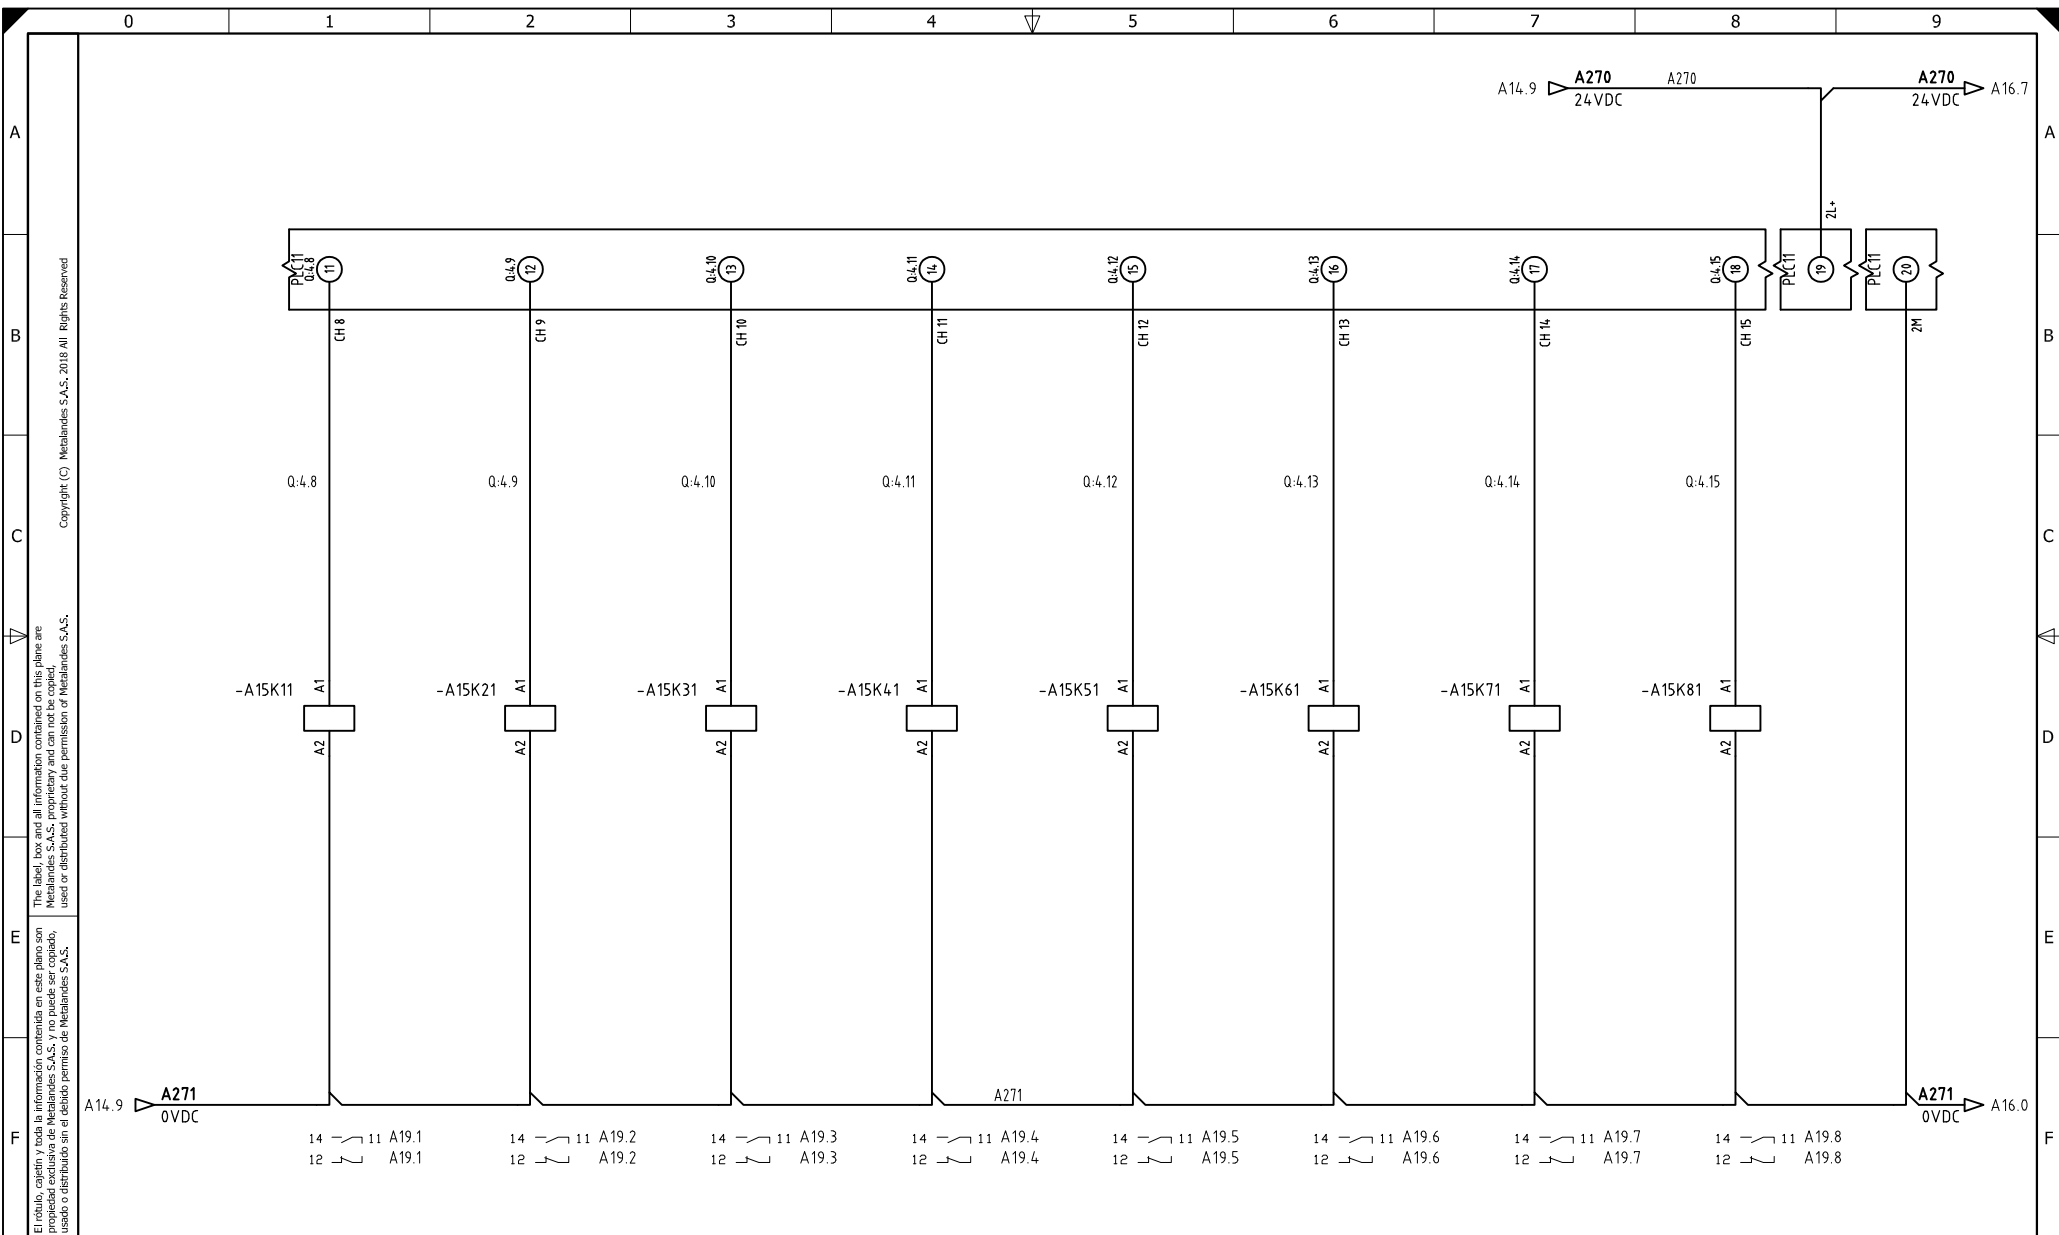 0 1 2 3 4 5 6 7 8 9
A14.9 A270 A270 A270 A16.7
24VDC 24VDC
A A
2L+
PLC11 PLC11 PLC11
Q:4.8 Q:4.9 Q:4.10 Q:4.11 Q:4.12 Q:4.13 Q:4.14 Q:4.15
11 12 13 14 15 16 17 18 19 20
B B
CH 8 CH 9 CH 10 CH 11 CH 12 CH 13 CH 14 CH 15 2M
Q:4.8 Q:4.9 Q:4.10 Q:4.11 Q:4.12 Q:4.13 Q:4.14 Q:4.15
C C
-A15K11 A1 -A15K21 A1 -A15K31 A1 -A15K41 A1 -A15K51 A1 -A15K61 A1 -A15K71 A1 -A15K81 A1
D D
A2 A2 A2 A2 A2 A2 A2 A2
E E
A14.9 A271 A271 A271 A16.0
0VDC 0VDC
F F
14 11 A19.1 14 11 A19.2 14 11 A19.3 14 11 A19.4 14 11 A19.5 14 11 A19.6 14 11 A19.7 14 11 A19.8
12 A19.1 12 A19.2 12 A19.3 12 A19.4 12 A19.5 12 A19.6 12 A19.7 12 A19.8
The label, box and all information contained on this plane are
Metalandes S.A.S. proprietary and can not be copied,
used or distributed without due permission of Metalandes S.A.S. Copyright (C) Metalandes S.A.S. 2018 All Rights Reserved
El rótulo, cajetín y toda la información contenida en este plano son
propiedad exclusiva de Metalandes S.A.S. y no puede ser copiado,
usado o distribuido sin el debido permiso de Metalandes S.A.S.